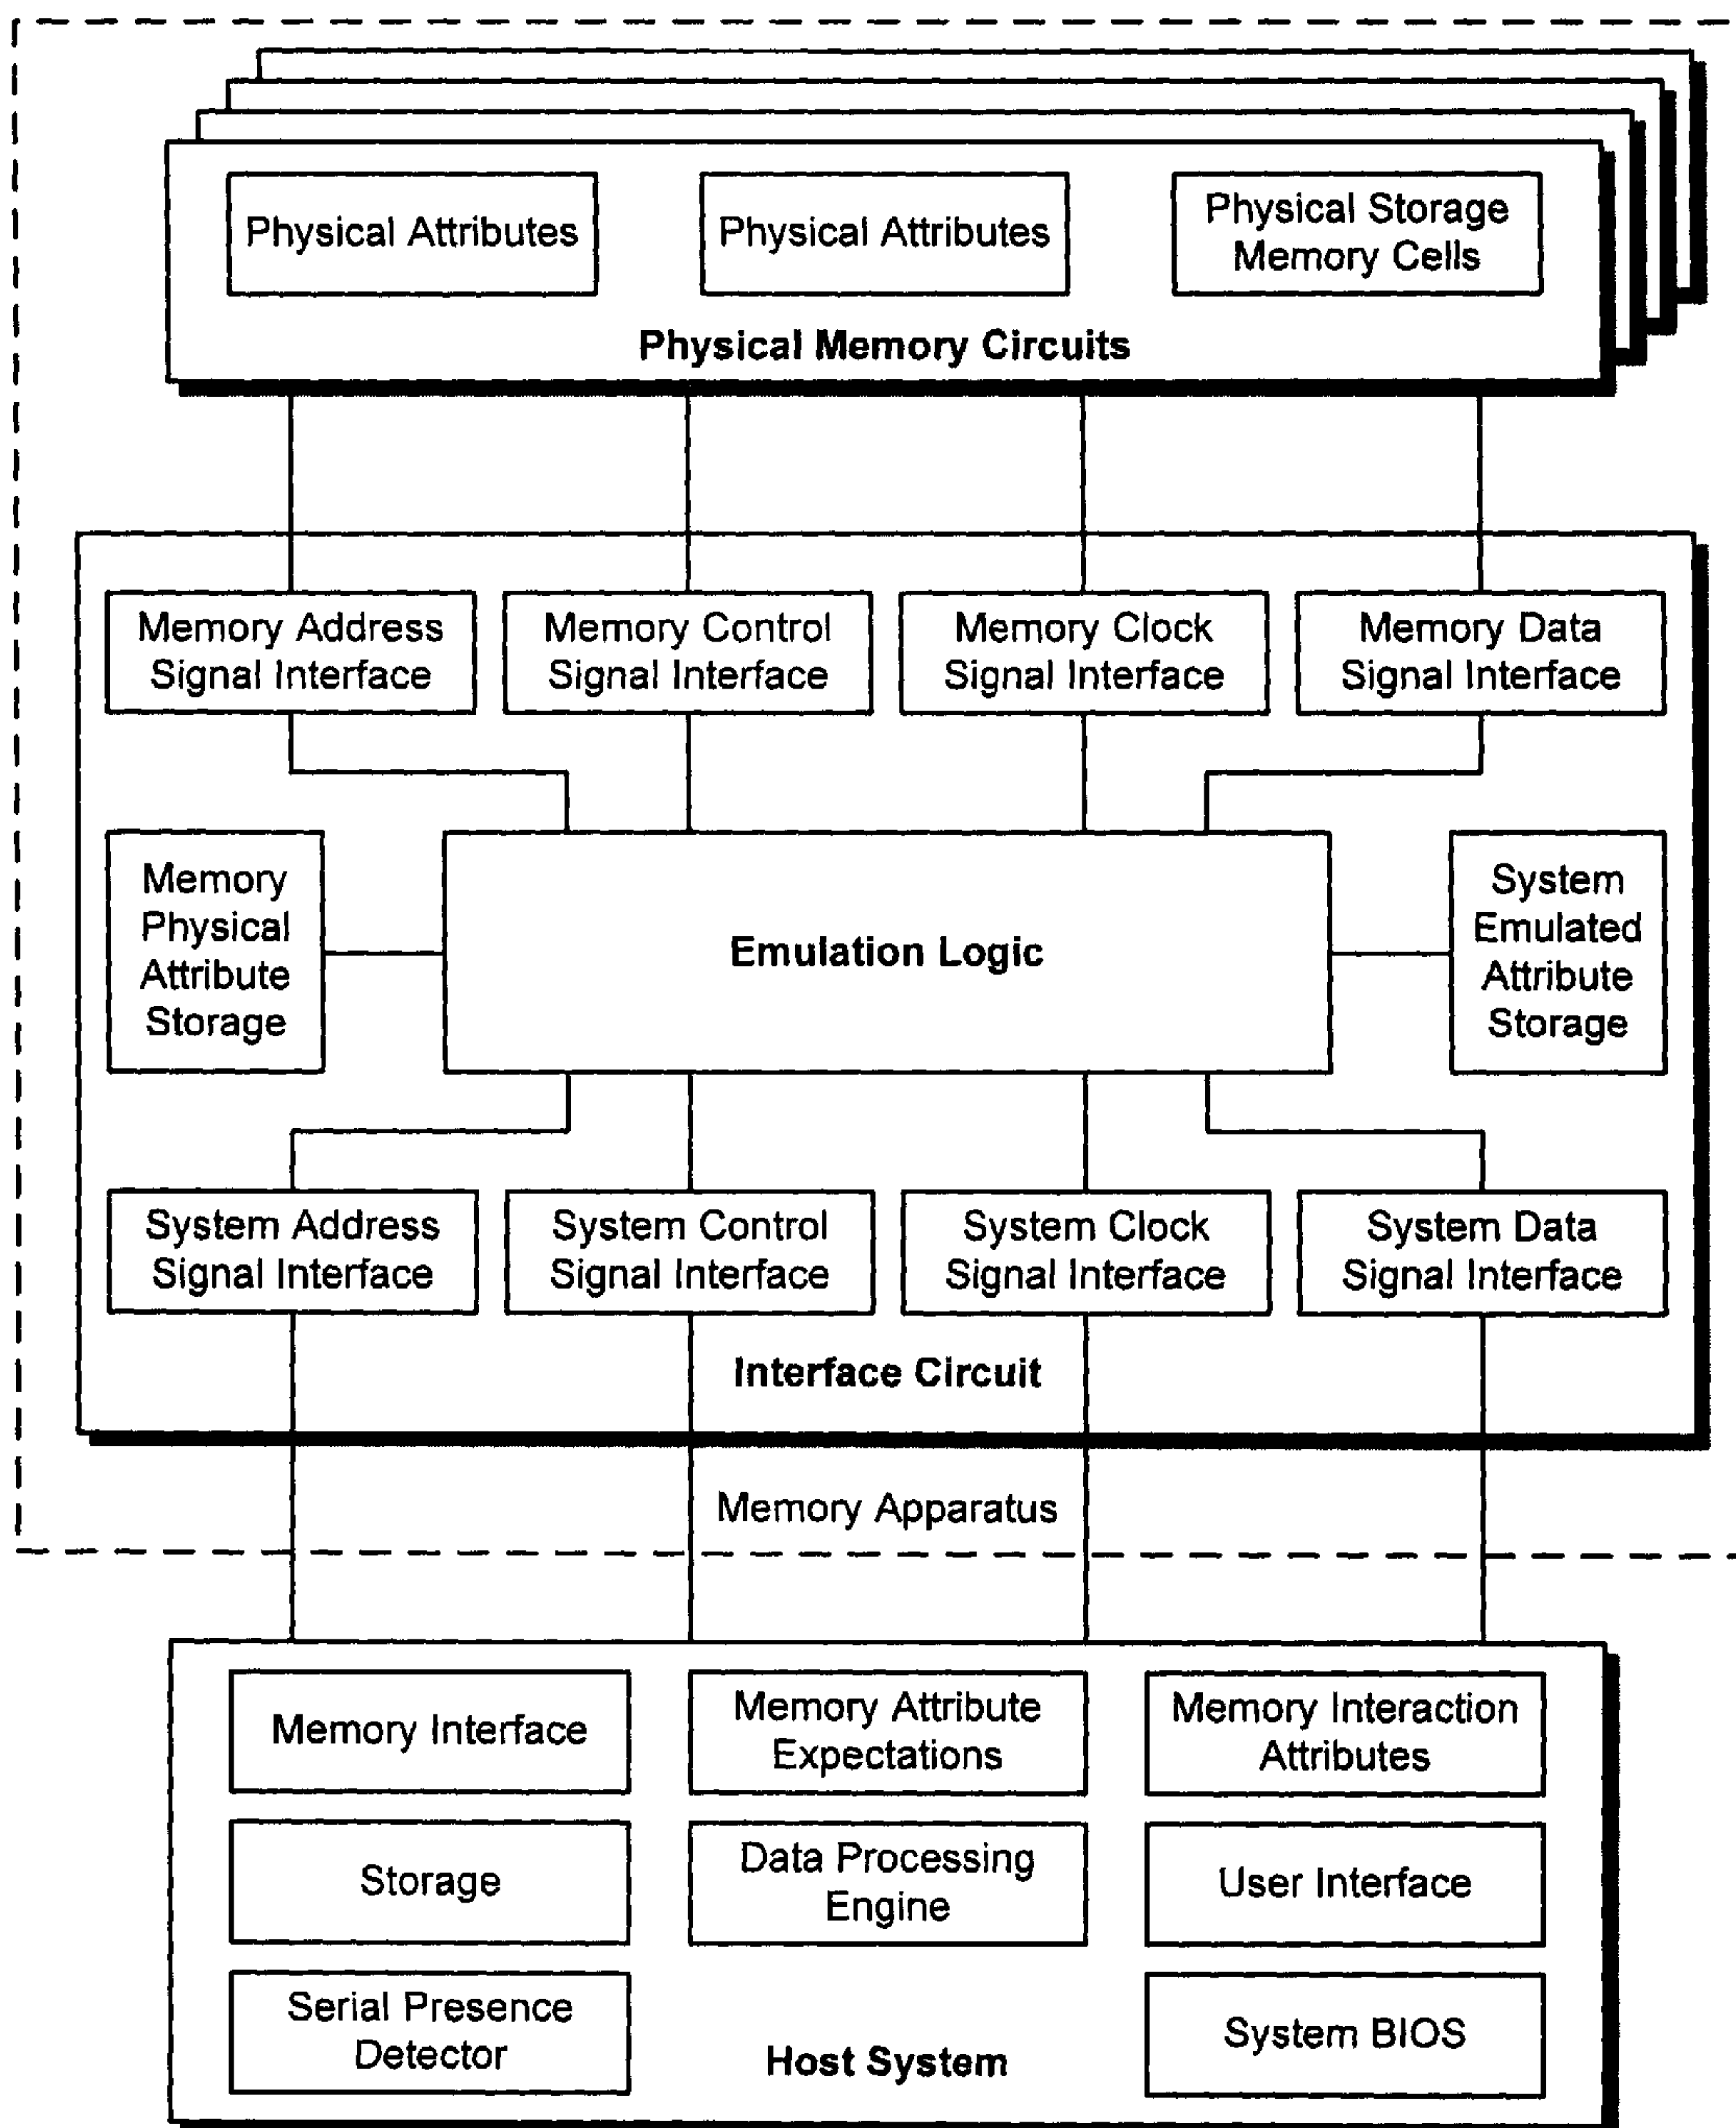 Physical Attributes
Physical Attributes
Physical Storage
Memory Cells
Physical Memory Circuits
Memory Address
Signal Interface
Memory Control
Signal Interface
Memory Clock
Signal Interface
Memory Data
Signal Interface
Memory
Physical
Attribute
Storage
Emulation Logic
System
Emulated
Attribute
Storage
System Address
Signal Interface
System Control
Signal Interface
System Clock
Signal Interface
System Data
Signal Interface
Interface Circuit
Memory Apparatus
Memory Interface
Memory Attribute
Expectations
Memory Interaction
Attributes
Storage
Data Processing
Engine
User Interface
Serial Presence
Detector
System BIOS
Host System